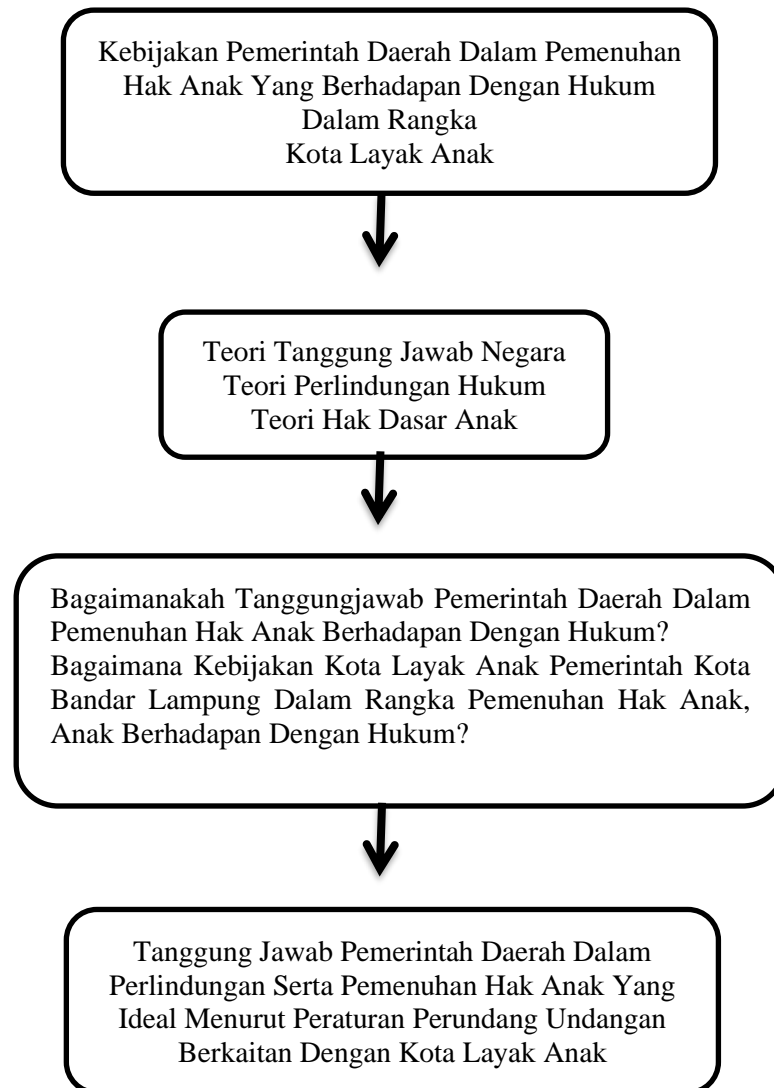 Kebijakan Pemerintah Daerah Dalam Pemenuhan
Hak Anak Yang Berhadapan Dengan Hukum
Dalam Rangka
Kota Layak Anak
Teori Tanggung Jawab Negara
Teori Perlindungan Hukum
Teori Hak Dasar Anak
Bagaimanakah Tanggungjawab Pemerintah Daerah Dalam
Pemenuhan Hak Anak Berhadapan Dengan Hukum?
Bagaimana Kebijakan Kota Layak Anak Pemerintah Kota
Bandar Lampung Dalam Rangka Pemenuhan Hak Anak,
Anak Berhadapan Dengan Hukum?
Tanggung Jawab Pemerintah Daerah Dalam
Perlindungan Serta Pemenuhan Hak Anak Yang
Ideal Menurut Peraturan Perundang Undangan
Berkaitan Dengan Kota Layak Anak